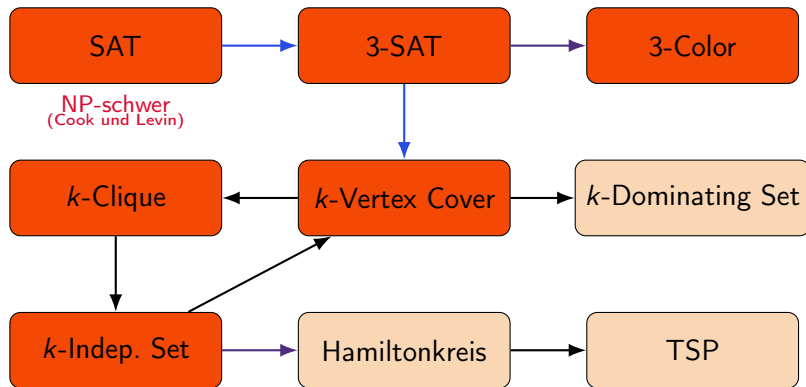 SAT
3-SAT
3-Color
NP-schwer
(Cook und Levin)
k-Clique
k-Vertex Cover
k-Dominating Set
k-Indep. Set
Hamiltonkreis
TSP